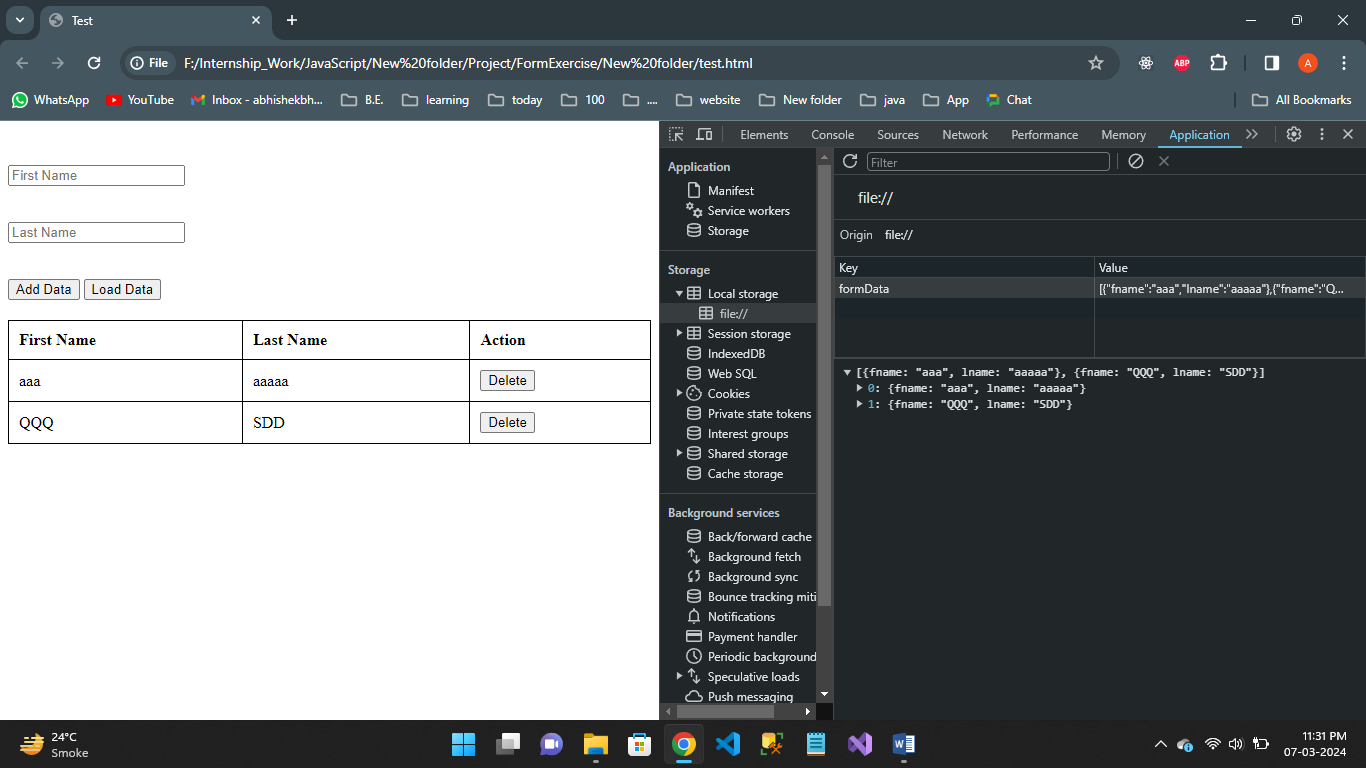 Test
File
F:/Internship_Work/JavaScript/New%20folder/Project/FormExercise/New%20folder/test.html
ABP
A
WhatsApp YouTube Inbox - abhishekbh... B.E. learning today 100 .... website New folder java App Chat All Bookmarks
First Name
Last Name
Add Data Load Data
First Name Last Name Action
aaa aaaaa Delete
QQQ SDD Delete
Elements Console Sources Network Performance Memory Application
Application
Manifest
Service workers
Storage
Storage
Local storage
file://
Session storage
IndexedDB
Web SQL
Cookies
Private state tokens
Interest groups
Shared storage
Cache storage
Background services
Back/forward cache
Background fetch
Background sync
Bounce tracking miti
Notifications
Payment handler
Periodic background
Speculative loads
Push messaging
Filter
file://
Origin file://
Key Value
formData [{"fname":"aaa","lname":"aaaaa"},{"fname":"Q...
[{fname: "aaa", lname: "aaaaa"}, {fname: "QQQ", lname: "SDD"}]
0: {fname: "aaa", lname: "aaaaa"}
1: {fname: "QQQ", lname: "SDD"}
24°C
Smoke
11:31 PM
07-03-2024